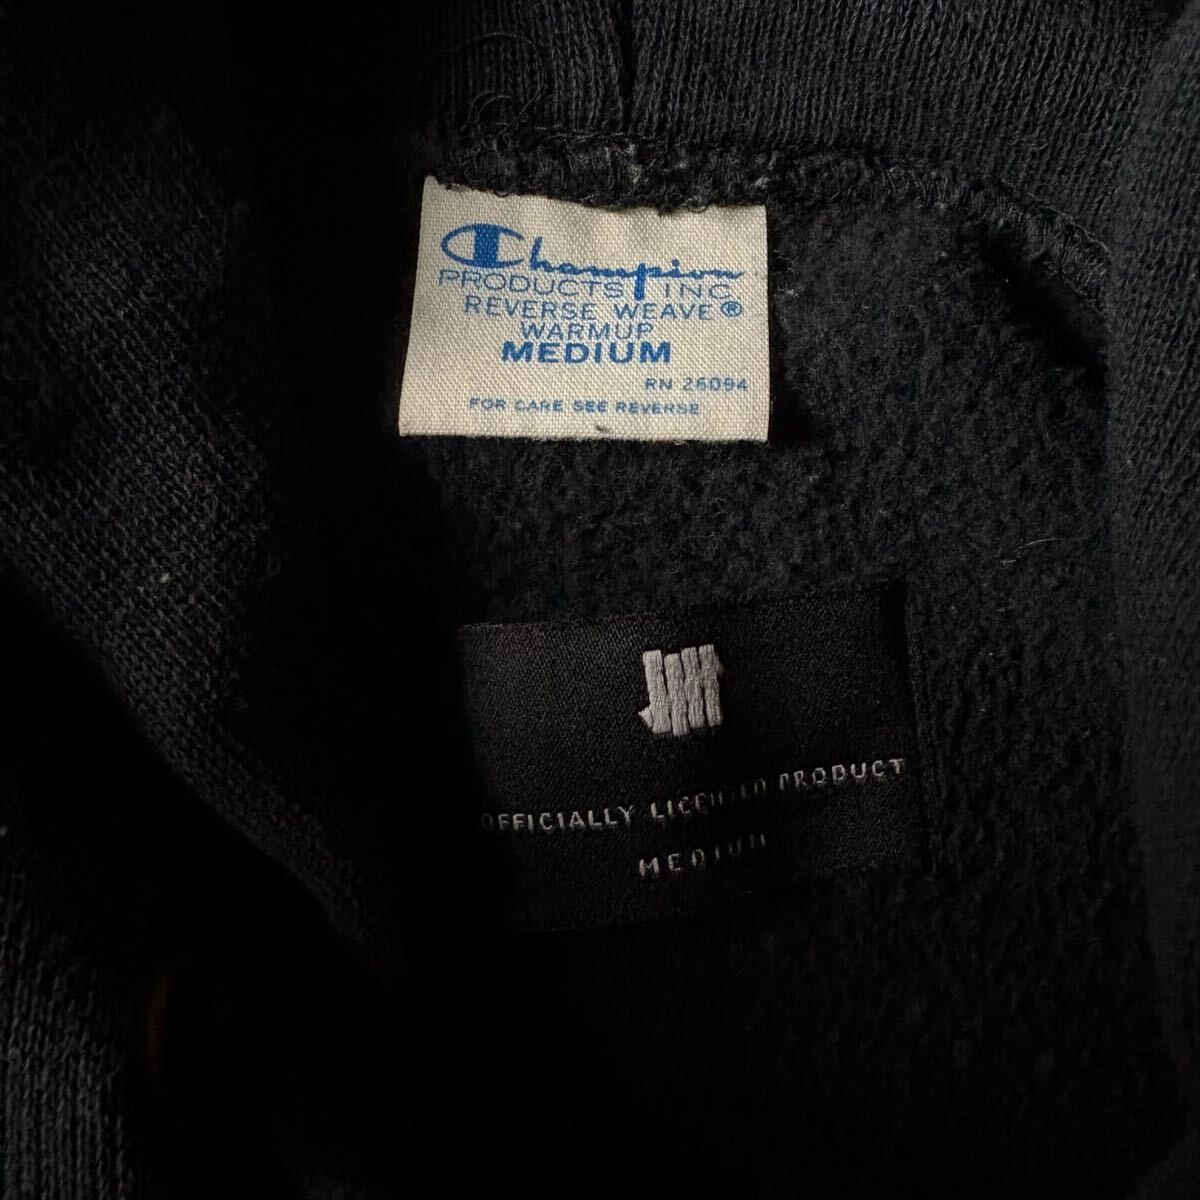 Champion
PRODUCTS INC
REVERSE WEAVE®
WARMUP
MEDIUM
RN 26094
FOR CARE SEE REVERSE
OFFICIALLY LICENSED PRODUCT
MEDIUM